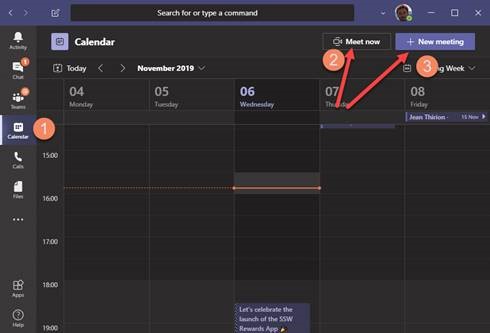 Search for or type a command
Activity
Chat
1
Teams
Calendar
1
Calls
Files
Apps
Help
Calendar
Meet now
+ New meeting
2
3
Today
November 2019
Week
04
Monday
05
Tuesday
06
Wednesday
07
08
Friday
Jean Thirion · 15 Nov
15:00
16:00
17:00
18:00
19:00
Let's celebrate the
launch of the SSW
Rewards App 🎉